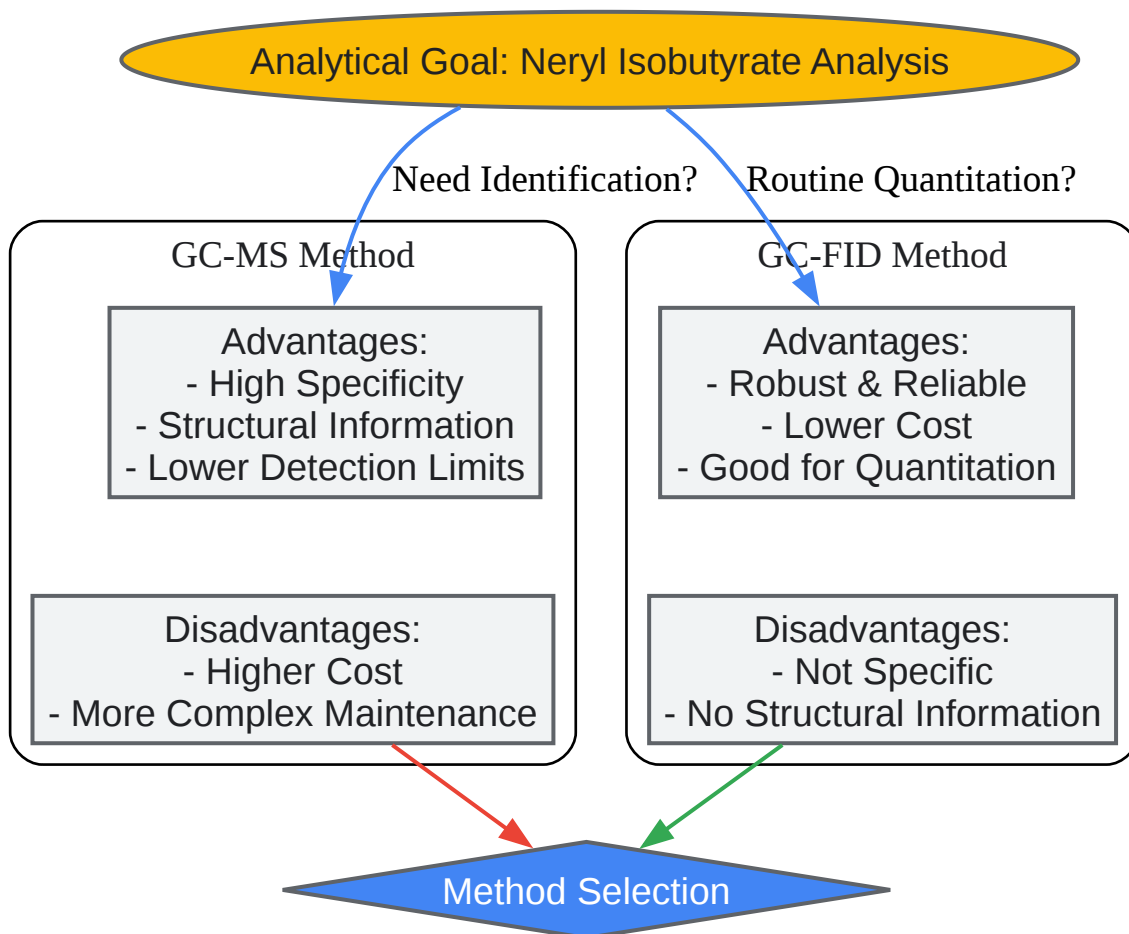 Analytical Goal: Neryl Isobutyrate Analysis
Need Identification?
Routine Quantitation?
GC-MS Method
Advantages:
- High Specificity
- Structural Information
- Lower Detection Limits
Disadvantages:
- Higher Cost
- More Complex Maintenance
GC-FID Method
Advantages:
- Robust & Reliable
- Lower Cost
- Good for Quantitation
Disadvantages:
- Not Specific
- No Structural Information
Method Selection